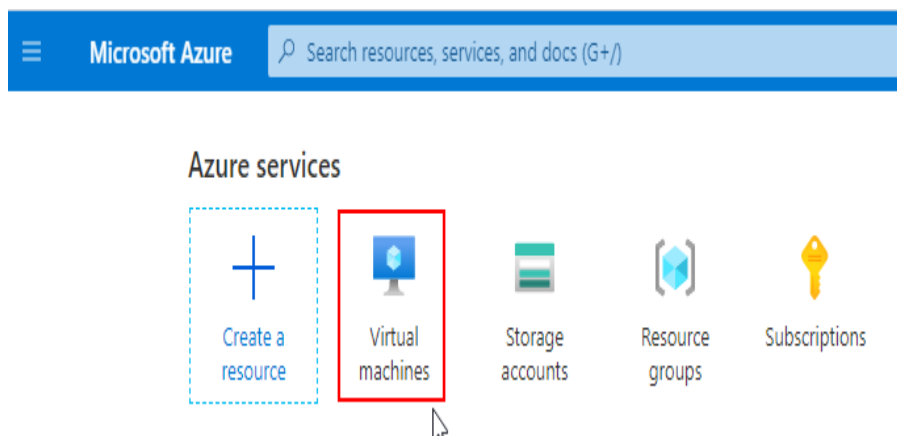 Microsoft Azure
Search resources, services, and docs (G+/)
Azure services
Create a
resource
Virtual
machines
Storage
accounts
Resource
groups
Subscriptions